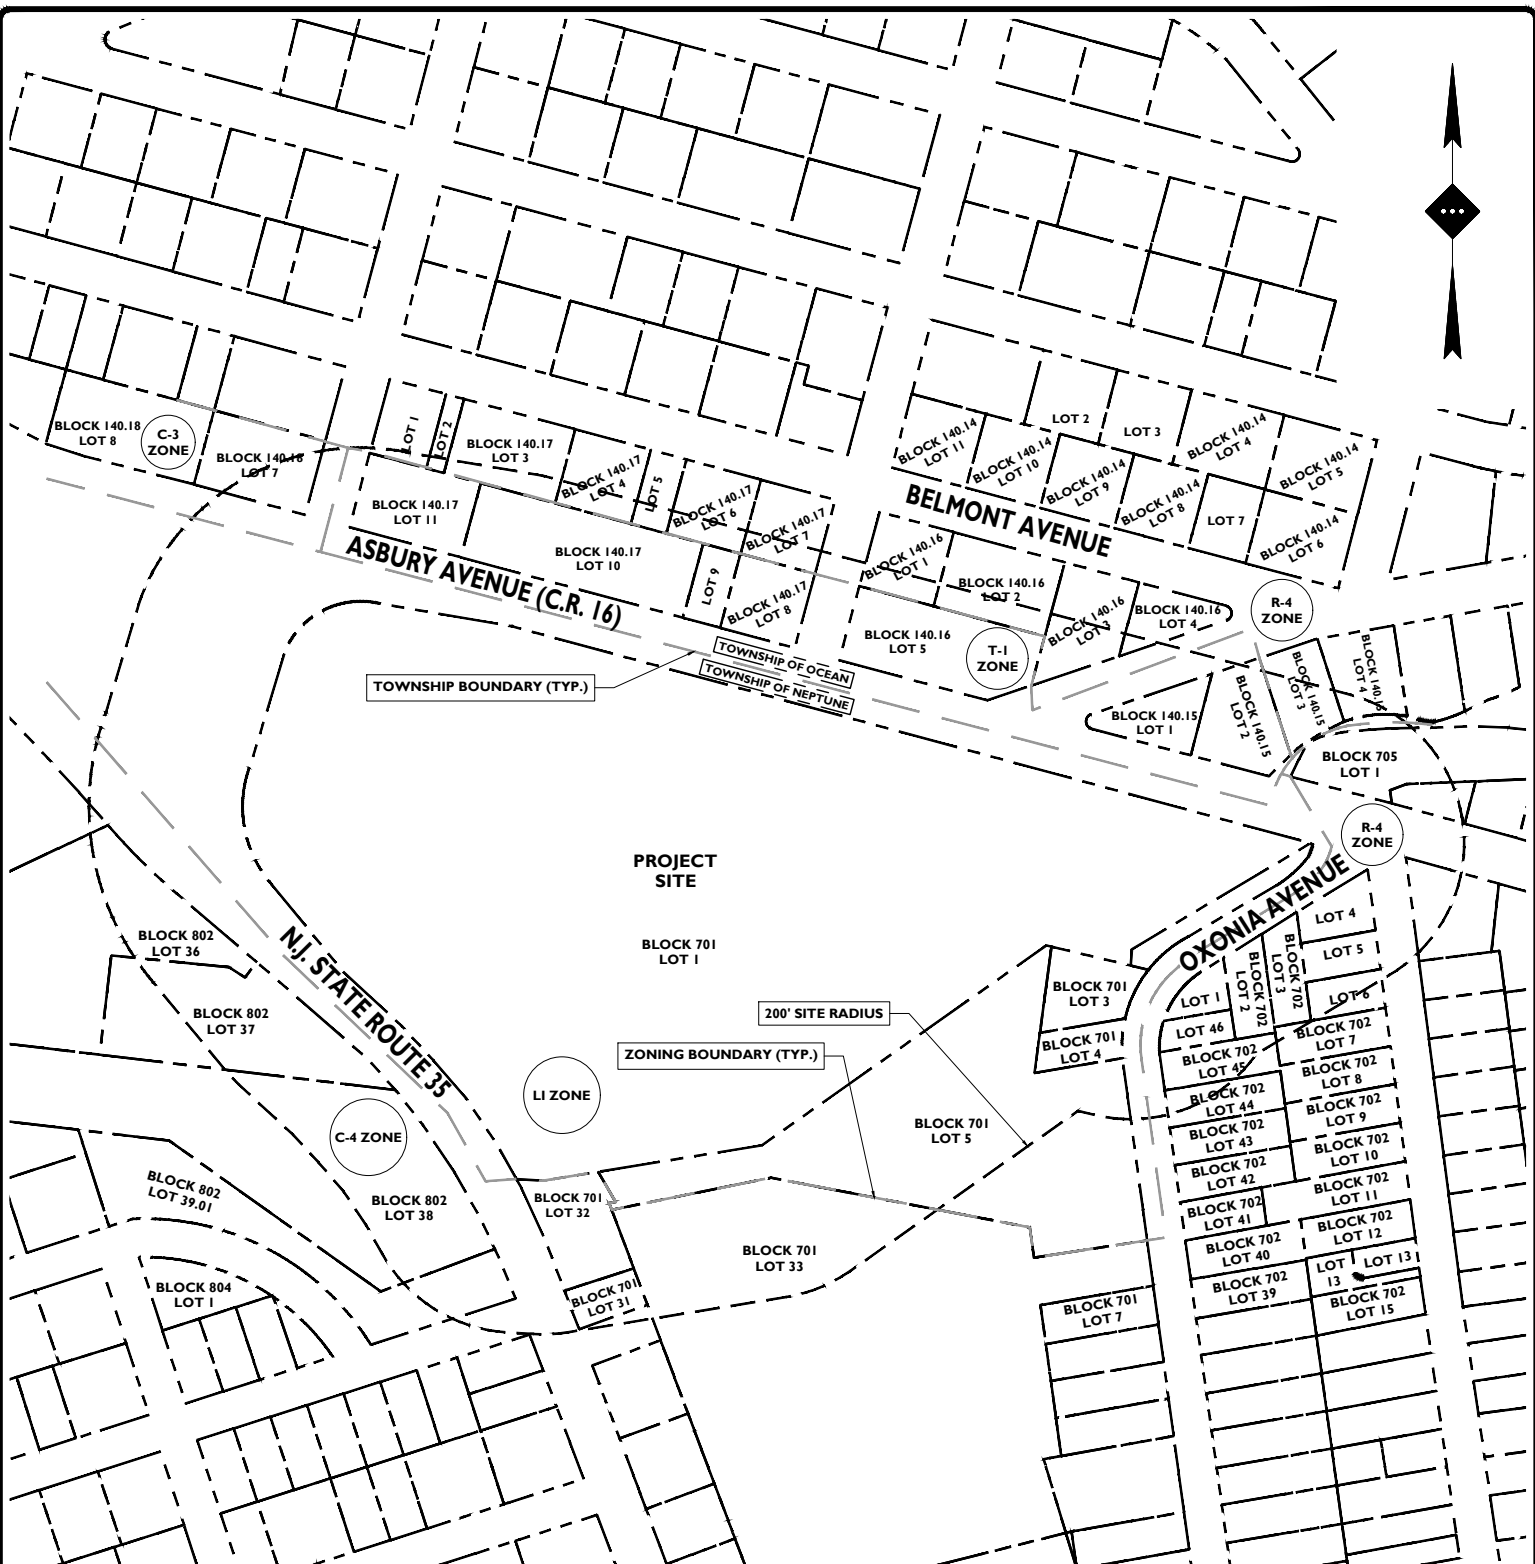 BLOCK 140.18
LOT 8
C-3
ZONE
BLOCK 140.18
LOT 7
LOT 1
LOT 2
BLOCK 140.17
LOT 3
BLOCK 140.17
LOT 4
LOT 5
BLOCK 140.17
LOT 6
BLOCK 140.17
LOT 7
BLOCK 140.17
LOT 11
BLOCK 140.17
LOT 10
LOT 9
BLOCK 140.17
LOT 8
BLOCK 140.14
LOT 11
BLOCK 140.14
LOT 10
LOT 2
BLOCK 140.14
LOT 9
LOT 3
BLOCK 140.14
LOT 8
BLOCK 140.14
LOT 4
LOT 7
BLOCK 140.14
LOT 5
BLOCK 140.14
LOT 6
BELMONT AVENUE
ASBURY AVENUE (C.R. 16)
BLOCK 140.16
LOT 1
BLOCK 140.16
LOT 2
BLOCK 140.16
LOT 3
BLOCK 140.16
LOT 4
BLOCK 140.16
LOT 5
T-1
ZONE
R-4
ZONE
TOWNSHIP OF OCEAN
TOWNSHIP OF NEPTUNE
TOWNSHIP BOUNDARY (TYP.)
BLOCK 140.15
LOT 1
BLOCK 140.15
LOT 2
BLOCK 140.15
LOT 3
BLOCK 140.15
LOT 4
BLOCK 705
LOT 1
R-4
ZONE
PROJECT
SITE
BLOCK 701
LOT 1
OXONIA AVENUE
N.J. STATE ROUTE 35
BLOCK 802
LOT 36
BLOCK 802
LOT 37
200' SITE RADIUS
ZONING BOUNDARY (TYP.)
LI ZONE
C-4 ZONE
BLOCK 701
LOT 3
BLOCK 701
LOT 4
BLOCK 701
LOT 5
LOT 1
LOT 46
BLOCK 702
LOT 2
BLOCK 702
LOT 3
LOT 4
LOT 5
LOT 6
BLOCK 702
LOT 7
BLOCK 702
LOT 45
BLOCK 702
LOT 8
BLOCK 702
LOT 44
BLOCK 702
LOT 9
BLOCK 702
LOT 43
BLOCK 702
LOT 10
BLOCK 702
LOT 42
BLOCK 702
LOT 11
BLOCK 702
LOT 41
BLOCK 702
LOT 12
BLOCK 702
LOT 40
LOT
13
LOT 13
BLOCK 702
LOT 39
BLOCK 702
LOT 15
BLOCK 802
LOT 39.01
BLOCK 802
LOT 38
BLOCK 701
LOT 32
BLOCK 701
LOT 33
BLOCK 701
LOT 31
BLOCK 701
LOT 7
BLOCK 804
LOT 1